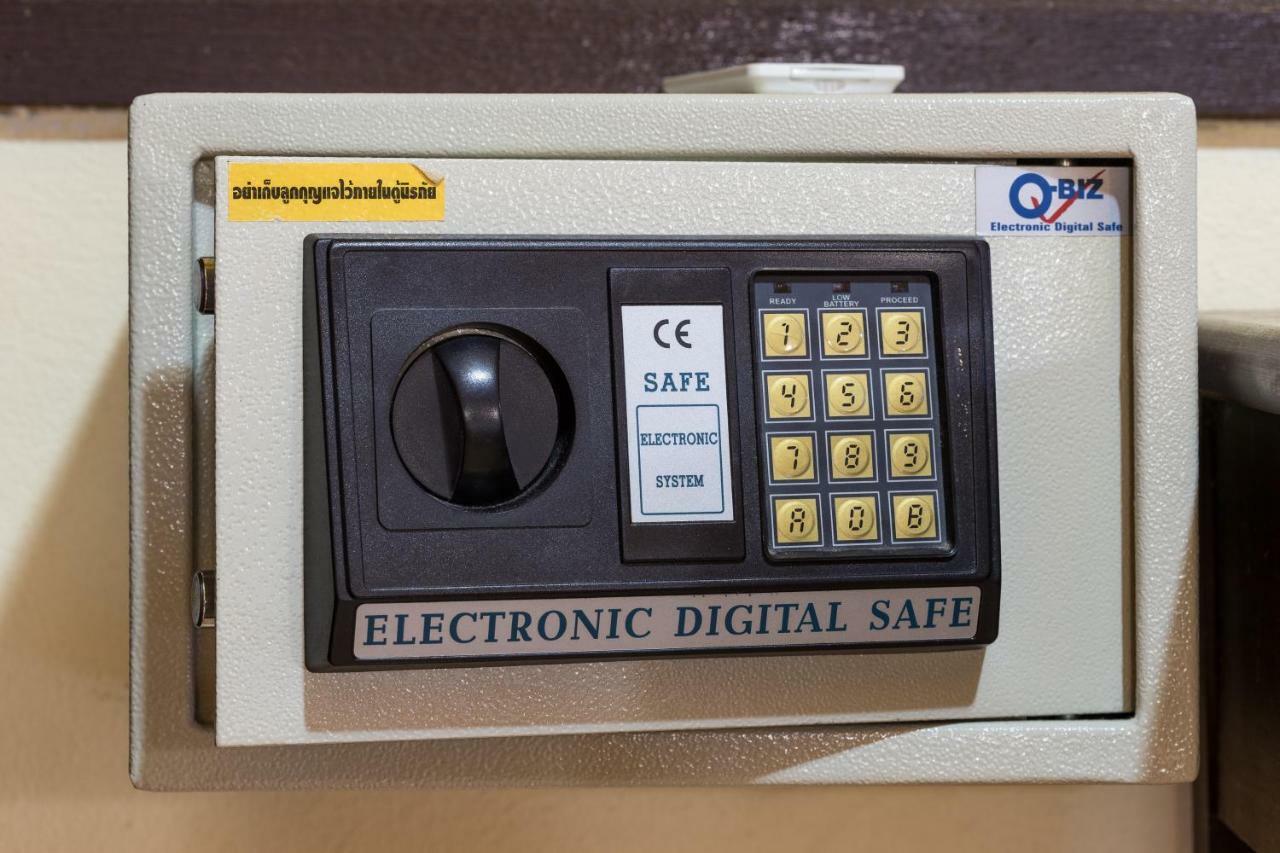 อย่าเก็บลูกกุญแจไว้ภายในตู้นิรภัย
Q-BIZ
Electronic Digital Safe
CE
SAFE
ELECTRONIC
SYSTEM
READY LOW BATTERY PROCEED
1 2 3
4 5 6
7 8 9
A 0 B
ELECTRONIC DIGITAL SAFE